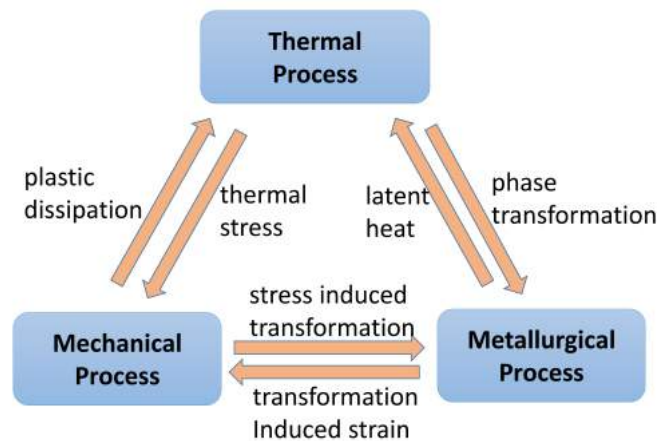 Thermal
Process
plastic
dissipation
thermal
stress
latent
heat
phase
transformation
stress induced
transformation
Mechanical
Process
Metallurgical
Process
transformation
Induced strain